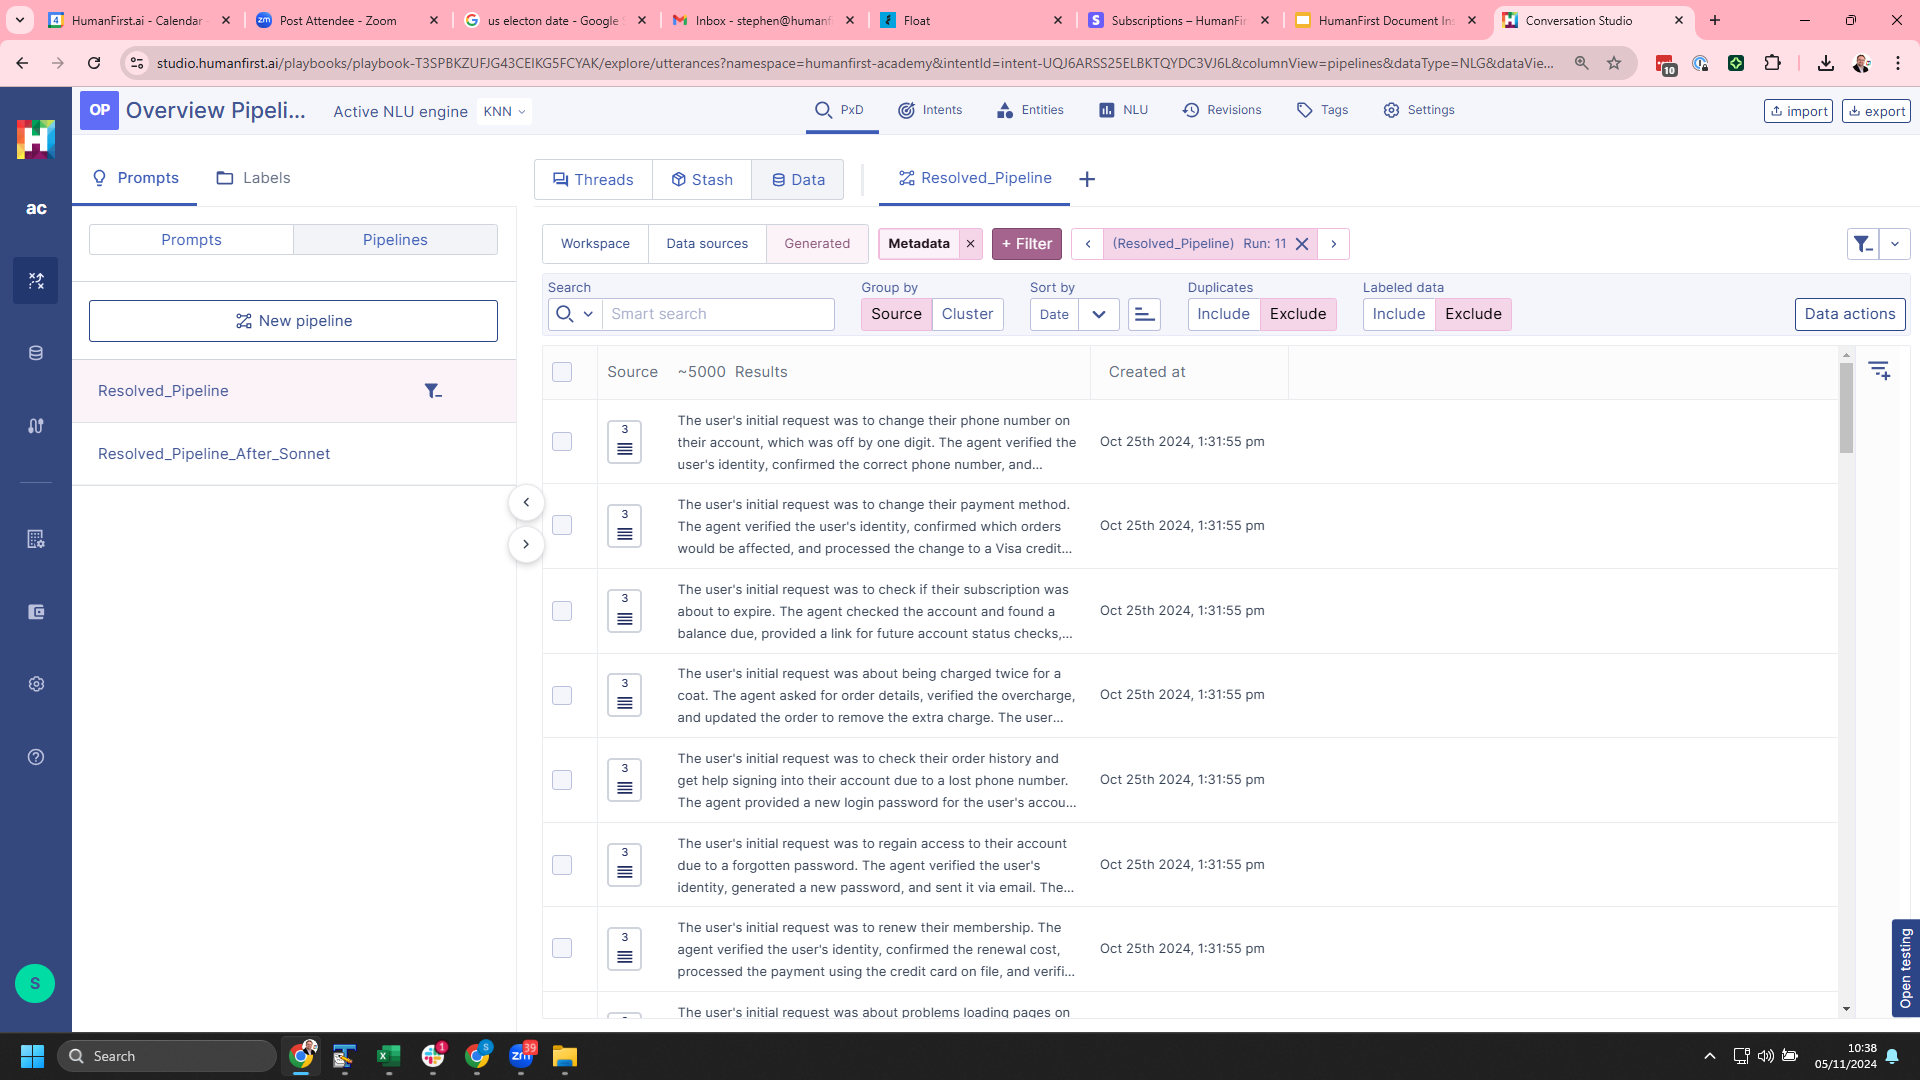 HumanFirst.ai - Calendar
Post Attendee - Zoom
us electon date - Google S
Inbox - stephen@humanfi
Float
Subscriptions – HumanFir
HumanFirst Document In
Conversation Studio
studio.humanfirst.ai/playbooks/playbook-T3SPBKZUFJG43CEIKG5FCYAK/explore/utterances?namespace=humanfirst-academy&intentId=intent-UQJ6ARSS25ELBKTQYDC3VJ6L&columnView=pipelines&dataType=NLG&dataVie...
10
OP
Overview Pipeli...
Active NLU engine
KNN
PxD
Intents
Entities
NLU
Revisions
Tags
Settings
import
export
ac
Prompts
Labels
Threads
Stash
Data
Resolved_Pipeline
Prompts
Pipelines
Workspace
Data sources
Generated
Metadata
+ Filter
(Resolved_Pipeline) Run: 11
Search
Smart search
Group by
Source
Cluster
Sort by
Date
Duplicates
Include
Exclude
Labeled data
Include
Exclude
Data actions
New pipeline
Resolved_Pipeline
Resolved_Pipeline_After_Sonnet
Source
~5000 Results
Created at
3
The user's initial request was to change their phone number on
their account, which was off by one digit. The agent verified the
user's identity, confirmed the correct phone number, and...
Oct 25th 2024, 1:31:55 pm
3
The user's initial request was to change their payment method.
The agent verified the user's identity, confirmed which orders
would be affected, and processed the change to a Visa credit...
Oct 25th 2024, 1:31:55 pm
3
The user's initial request was to check if their subscription was
about to expire. The agent checked the account and found a
balance due, provided a link for future account status checks,...
Oct 25th 2024, 1:31:55 pm
3
The user's initial request was about being charged twice for a
coat. The agent asked for order details, verified the overcharge,
and updated the order to remove the extra charge. The user...
Oct 25th 2024, 1:31:55 pm
3
The user's initial request was to check their order history and
get help signing into their account due to a lost phone number.
The agent provided a new login password for the user's accou...
Oct 25th 2024, 1:31:55 pm
3
The user's initial request was to regain access to their account
due to a forgotten password. The agent verified the user's
identity, generated a new password, and sent it via email. The...
Oct 25th 2024, 1:31:55 pm
3
The user's initial request was to renew their membership. The
agent verified the user's identity, confirmed the renewal cost,
processed the payment using the credit card on file, and verifi...
Oct 25th 2024, 1:31:55 pm
The user's initial request was about problems loading pages on
Open testing
S
Search
1
S
39
10:38
05/11/2024